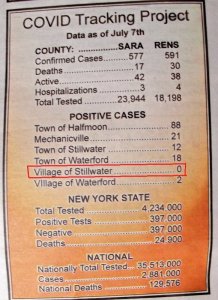 COVID Tracking Project
Data as of July 7th
COUNTY: SARA RENS
Confirmed Cases 577 591
Deaths 17 30
Active 42 38
Hospitalizations 3 4
Total Tested 23,944 18,198
POSITIVE CASES
Town of Halfmoon 88
Mechanicville 21
Town of Stillwater 12
Town of Waterford 18
Village of Stillwater 0
Village of Waterford 2
NEW YORK STATE
Total Tested 4,234,000
Positive Tests 397,000
Negative 397,000
Deaths 24,900
NATIONAL
Nationally Total Tested 35,513,000
Cases 2,881,000
National Deaths 129,576